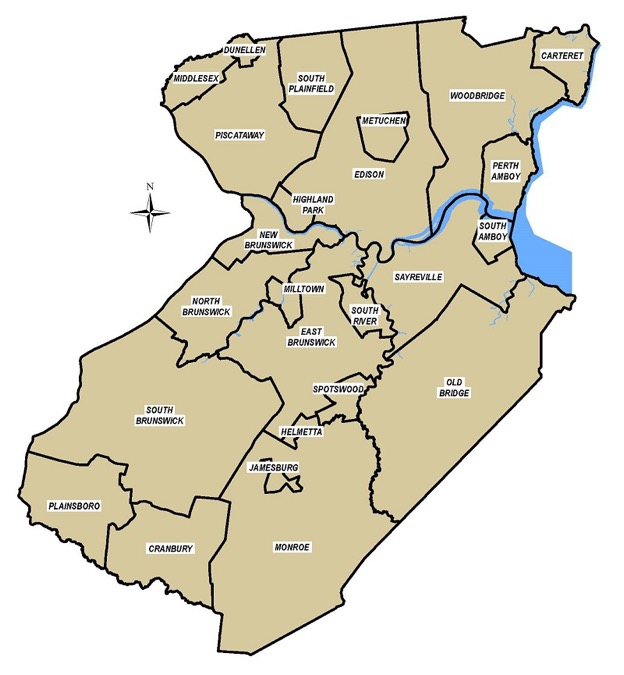 DUNELLEN
CARTERET
MIDDLESEX
SOUTH
PLAINFIELD
WOODBRIDGE
METUCHEN
PISCATAWAY
PERTH
AMBOY
EDISON
N
HIGHLAND
PARK
SOUTH
AMBOY
NEW
BRUNSWICK
SAYREVILLE
MILLTOWN
NORTH
BRUNSWICK
SOUTH
RIVER
EAST
BRUNSWICK
SPOTSWOOD
OLD
BRIDGE
SOUTH
BRUNSWICK
HELMETTA
JAMESBURG
PLAINSBORO
CRANBURY
MONROE